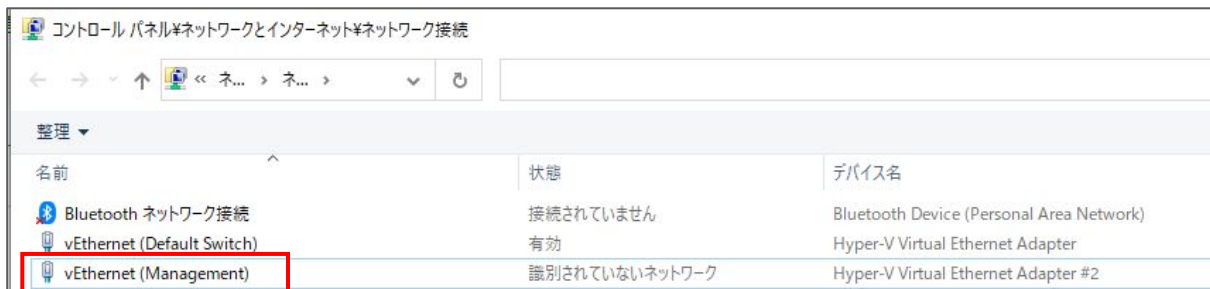 コントロール パネル¥ネットワークとインターネット¥ネットワーク接続
« ネ... › ネ... ›
整理
名前 状態 デバイス名
Bluetooth ネットワーク接続 接続されていません Bluetooth Device (Personal Area Network)
vEthernet (Default Switch) 有効 Hyper-V Virtual Ethernet Adapter
vEthernet (Management) 識別されていないネットワーク Hyper-V Virtual Ethernet Adapter #2